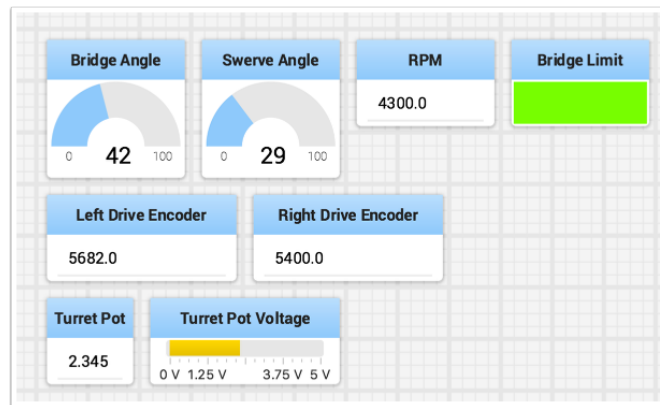 Bridge Angle
0 42 100
Swerve Angle
0 29 100
RPM
4300.0
Bridge Limit
Left Drive Encoder
5682.0
Right Drive Encoder
5400.0
Turret Pot
2.345
Turret Pot Voltage
0 V 1.25 V 3.75 V 5 V